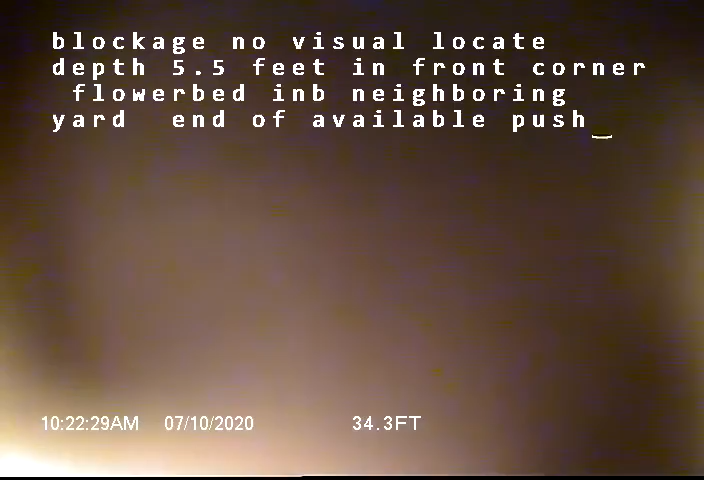 blockage no visual locate
depth 5.5 feet in front corner
flowerbed inb neighboring
yard end of available push_
10:22:29AM 07/10/2020 34.3FT